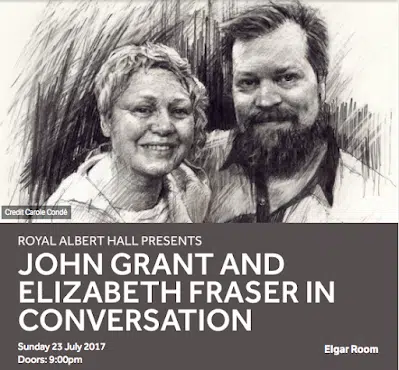 Credit Carole Condé
ROYAL ALBERT HALL PRESENTS
JOHN GRANT AND
ELIZABETH FRASER IN
CONVERSATION
Sunday 23 July 2017
Doors: 9:00pm
Elgar Room